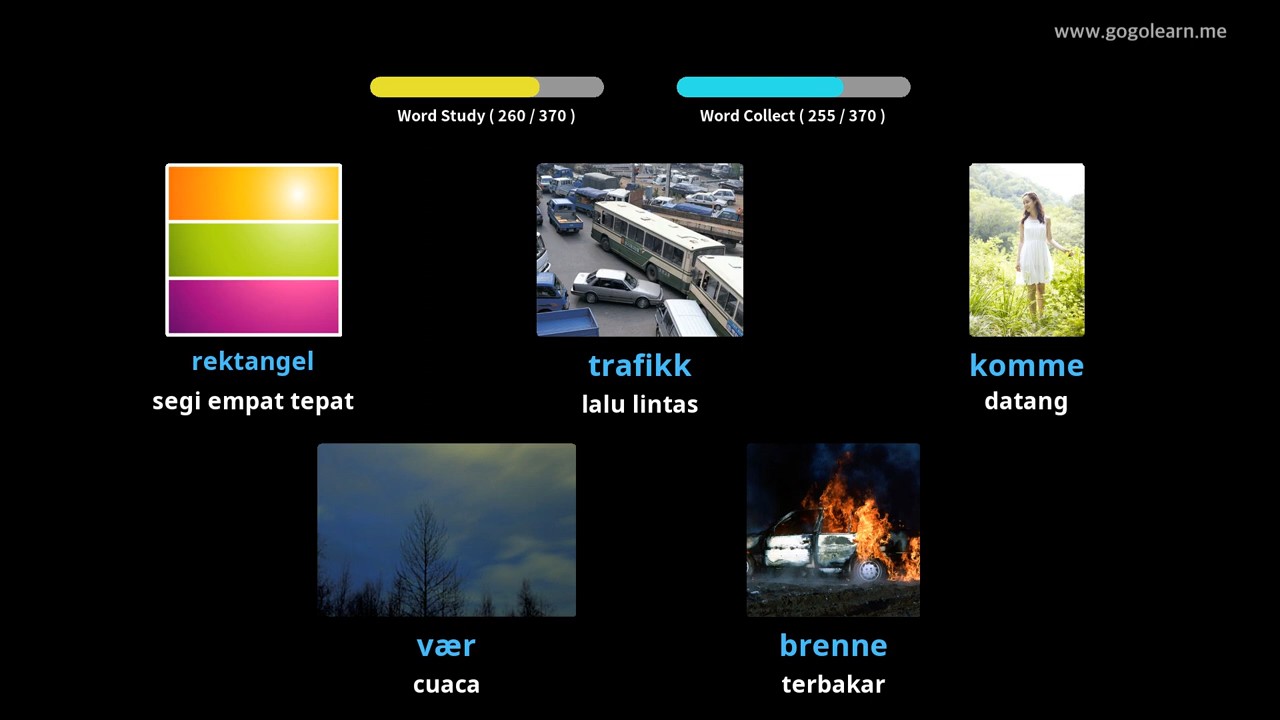 www.gogolearn.me
Word Study ( 260 / 370 )
Word Collect ( 255 / 370 )
rektangel
segi empat tepat
trafikk
lalu lintas
komme
datang
vær
cuaca
brenne
terbakar